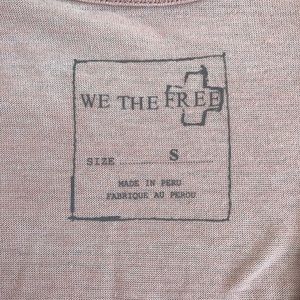 WE THE FREE
SIZE S
MADE IN PERU
FABRIQUE AU PEROU